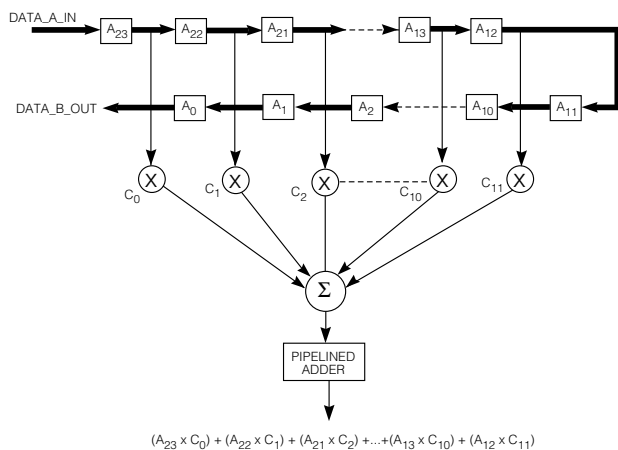 DATA_A_IN
A23 A22 A21 A13 A12
DATA_B_OUT
A0 A1 A2 A10 A11
X X X X X
C0 C1 C2 C10 C11
Σ
PIPELINED
ADDER
(A23 x C0) + (A22 x C1) + (A21 x C2) +...+(A13 x C10) + (A12 x C11)